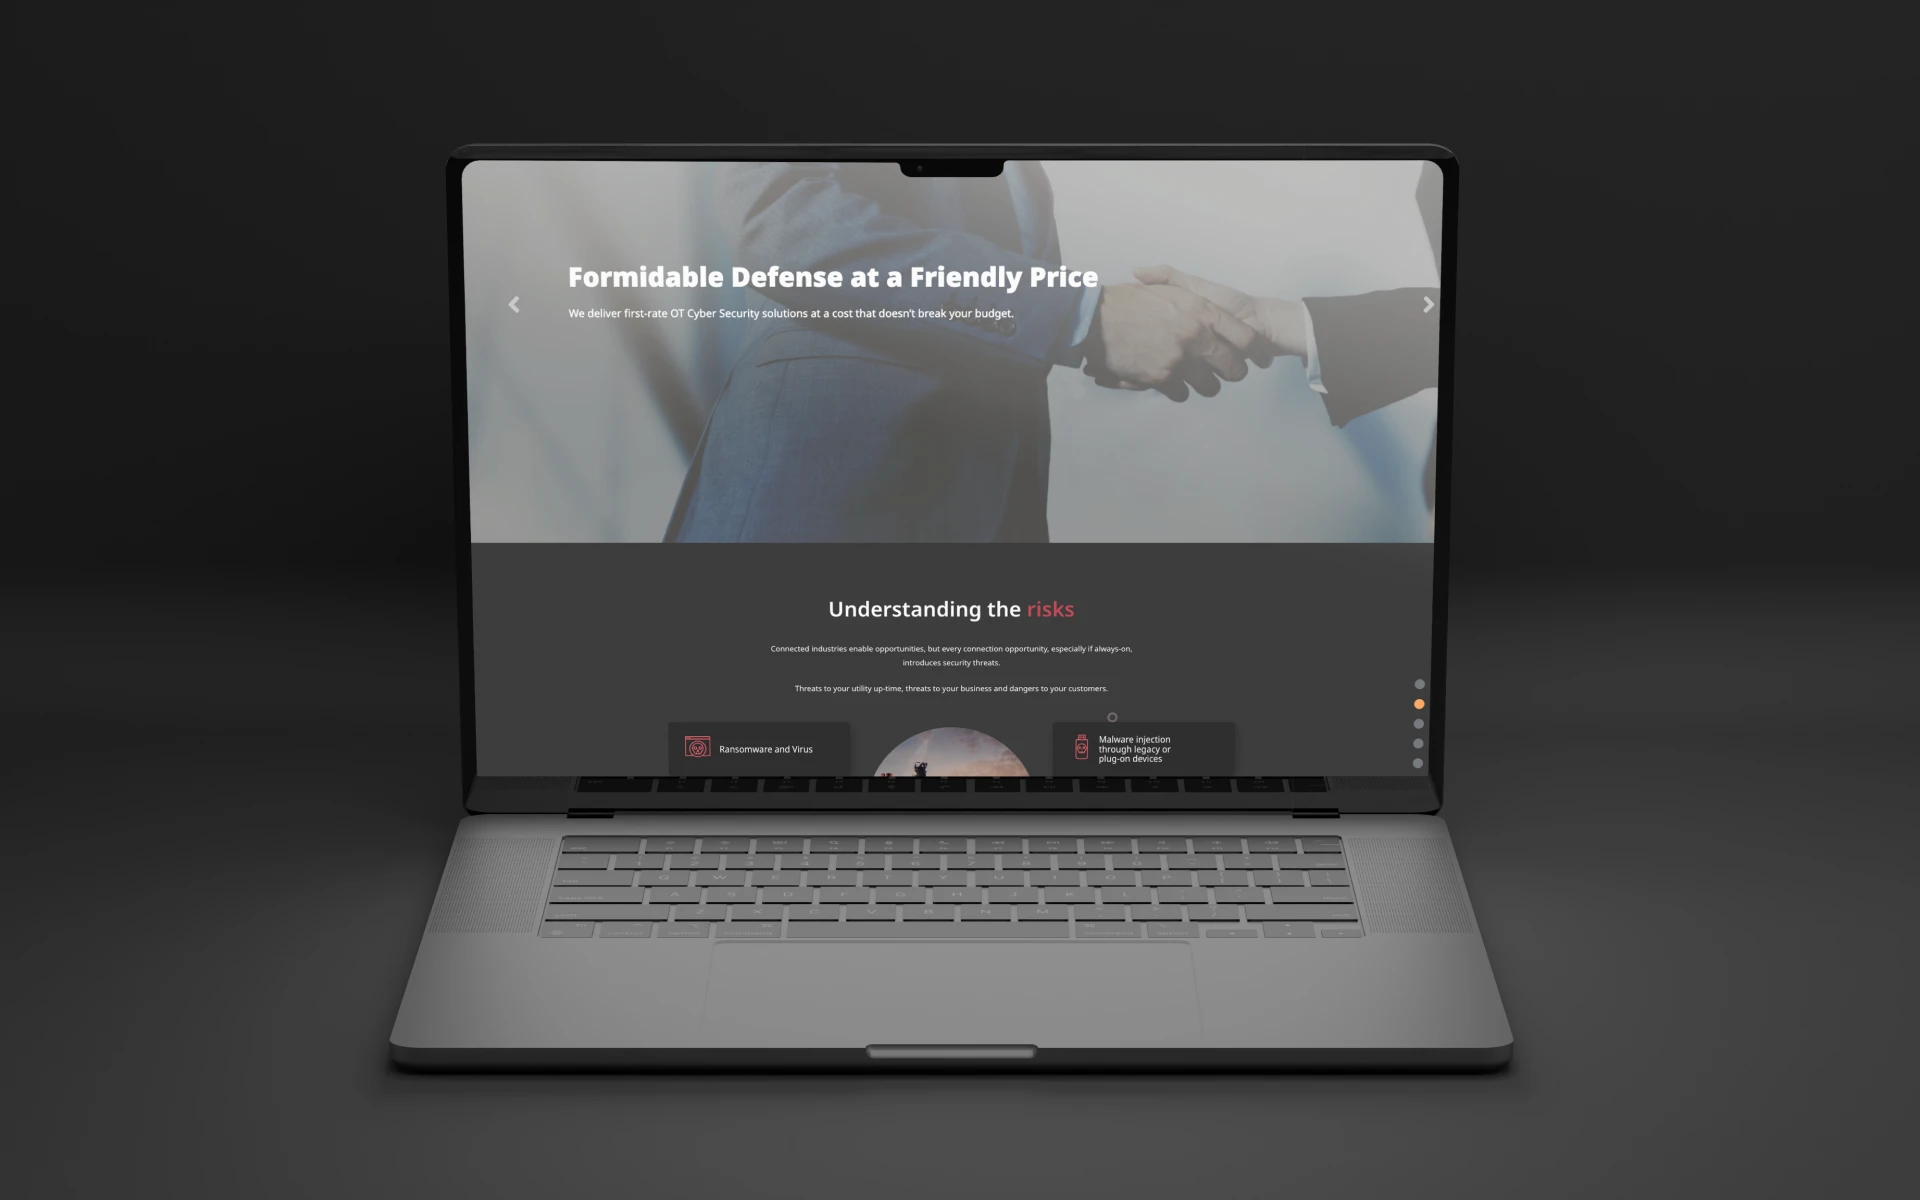 Formidable Defense at a Friendly Price
We deliver first-rate OT Cyber Security solutions at a cost that doesn't break your budget.
Understanding the risks
Connected industries enable opportunities, but every connection opportunity, especially if always-on,
introduces security threats.
Threats to your utility up-time, threats to your business and dangers to your customers.
Ransomware and Virus
Malware injection
through legacy or
plug-on devices